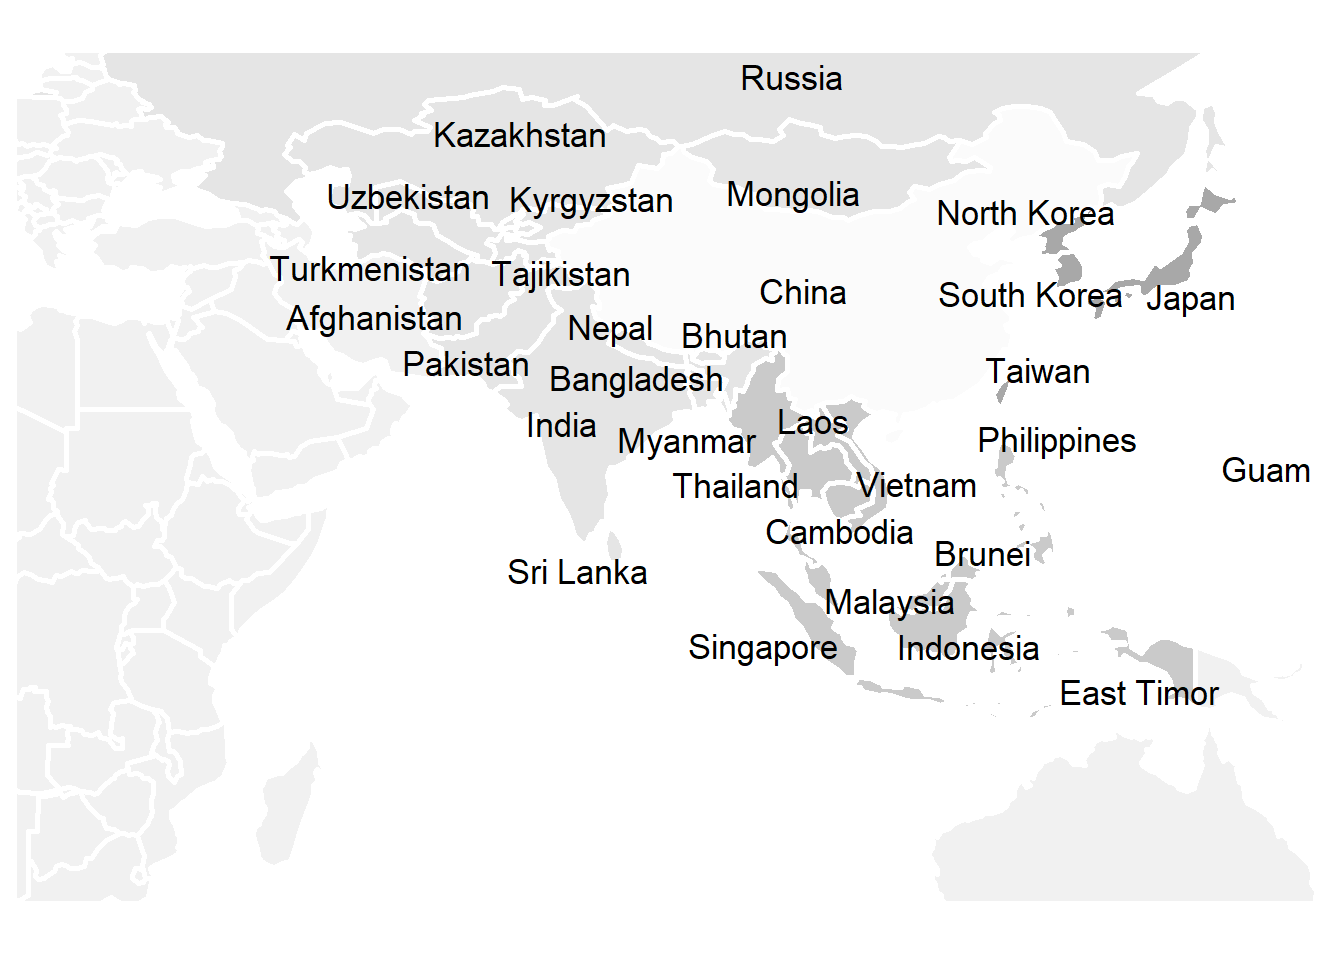 Russia
Kazakhstan
Uzbekistan
Kyrgyzstan
Mongolia
North Korea
Turkmenistan
Tajikistan
China
South Korea
Japan
Afghanistan
Nepal
Bhutan
Pakistan
Bangladesh
Taiwan
India
Myanmar
Laos
Philippines
Guam
Thailand
Vietnam
Cambodia
Brunei
Sri Lanka
Malaysia
Singapore
Indonesia
East Timor